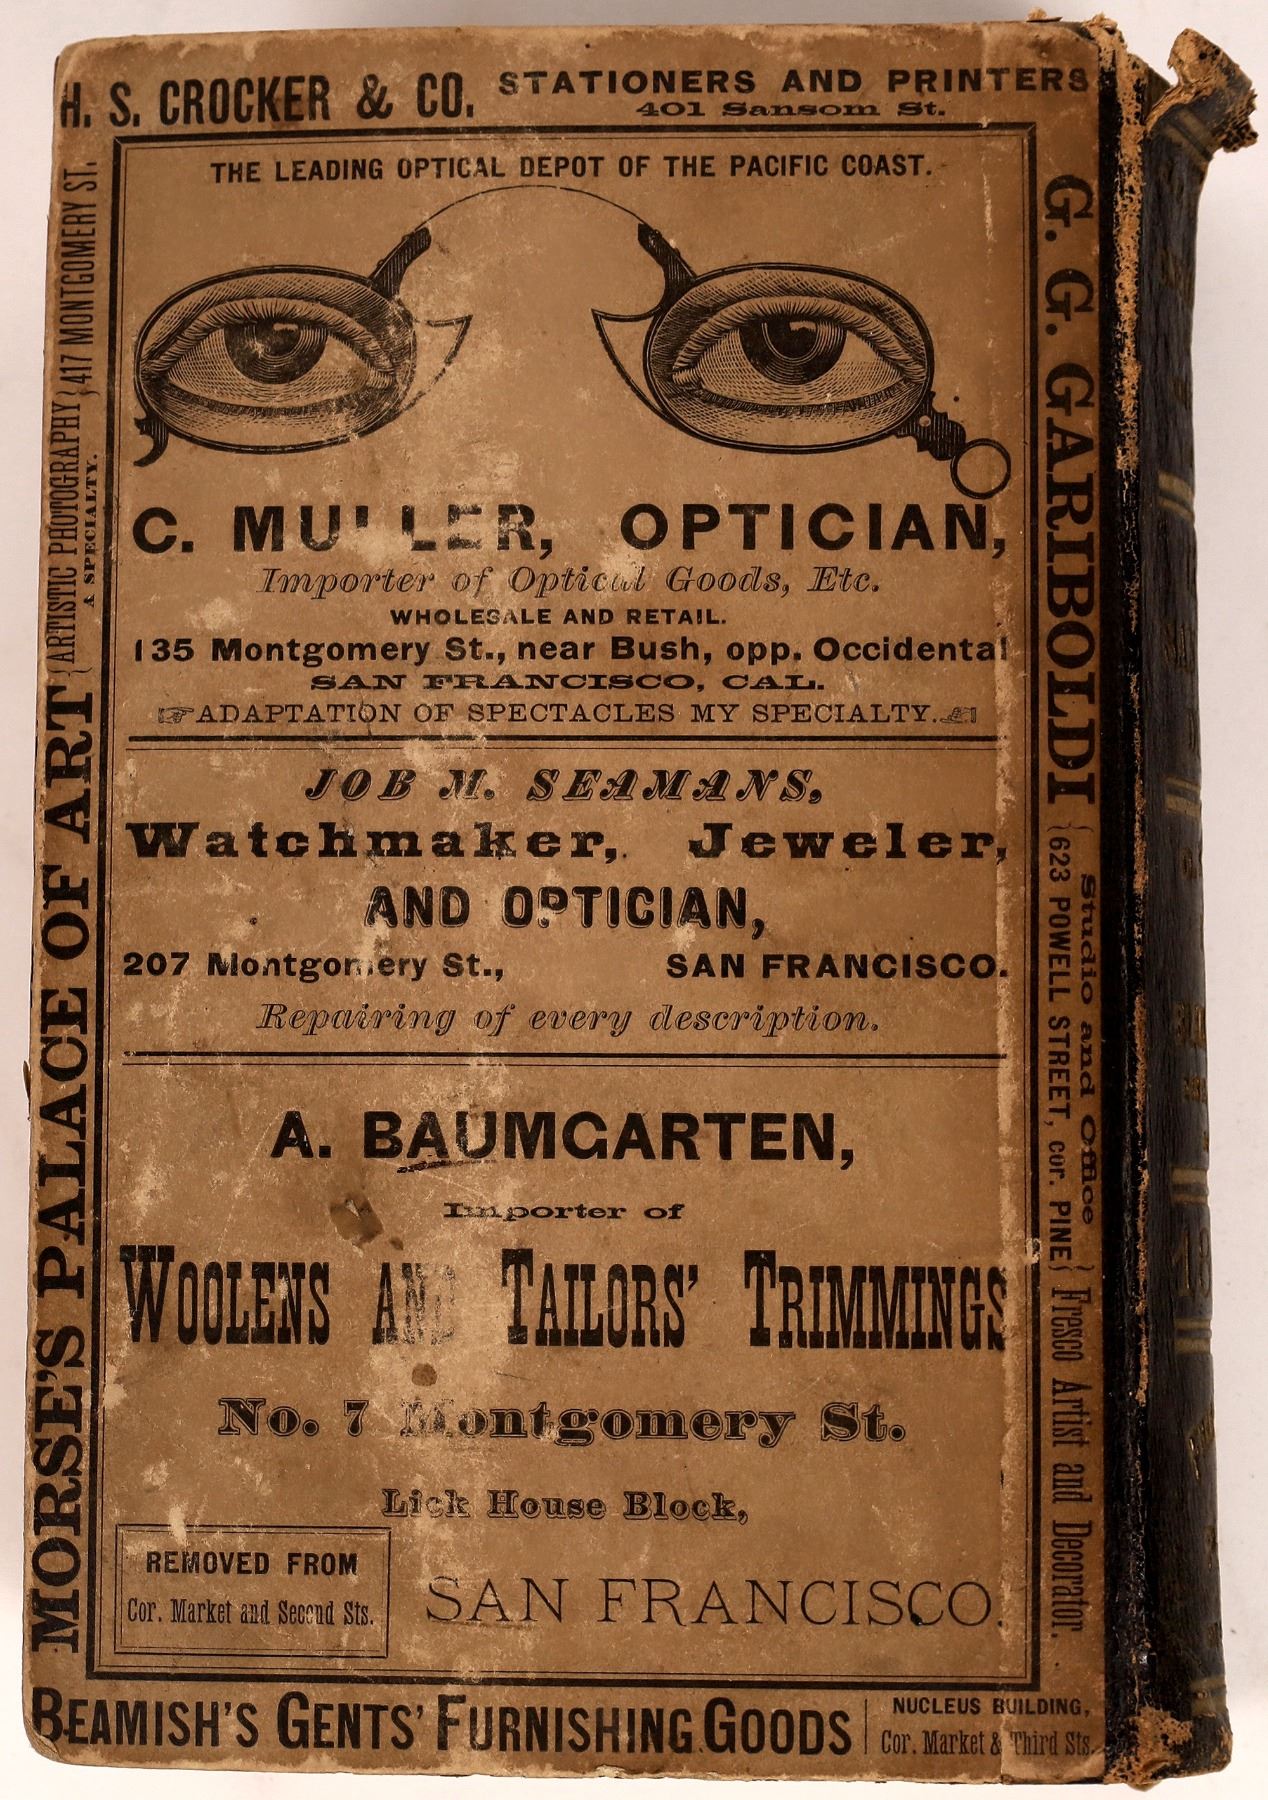 H. S. CROCKER & CO. STATIONERS AND PRINTERS
401 Sansom St.
THE LEADING OPTICAL DEPOT OF THE PACIFIC COAST.
C. MULLER, OPTICIAN,
Importer of Optical Goods, Etc.
WHOLESALE AND RETAIL.
135 Montgomery St., near Bush, opp. Occidental
SAN FRANCISCO, CAL.
ADAPTATION OF SPECTACLES MY SPECIALTY.
JOB M. SEAMANS,
Watchmaker, Jeweler,
AND OPTICIAN,
207 Montgomery St., SAN FRANCISCO.
Repairing of every description.
A. BAUMGARTEN,
Importer of
WOOLENS AND TAILORS' TRIMMINGS
No. 7 Montgomery St.
Lick House Block,
REMOVED FROM
Cor. Market and Second Sts.
SAN FRANCISCO.
BEAMISH'S GENTS' FURNISHING GOODS
NUCLEUS BUILDING,
Cor. Market & Third Sts.
MORSE'S PALACE OF ART { ARTISTIC PHOTOGRAPHY } 417 MONTGOMERY ST.
A SPECIALTY.
G. G. GARIBOLDI { Studio and Office
623 POWELL STREET, cor. PINE } Fresco Artist and Decorator.